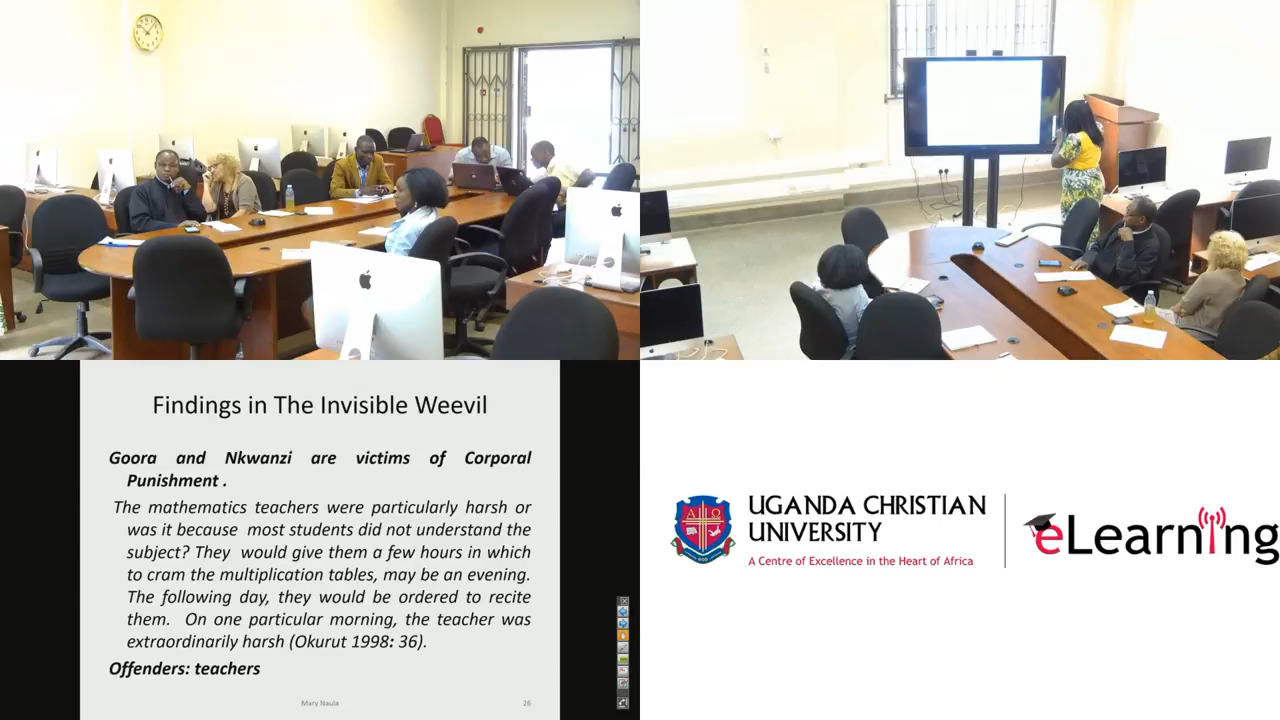 Findings in The Invisible Weevil
Goora and Nkwanzi are victims of Corporal
Punishment .
The mathematics teachers were particularly harsh or
was it because most students did not understand the
subject? They would give them a few hours in which
to cram the multiplication tables, may be an evening.
The following day, they would be ordered to recite
them. On one particular morning, the teacher was
extraordinarily harsh (Okurut 1998: 36).
Offenders: teachers
Mary Naula
26
UGANDA CHRISTIAN
UNIVERSITY
A Centre of Excellence in the Heart of Africa
eLearning